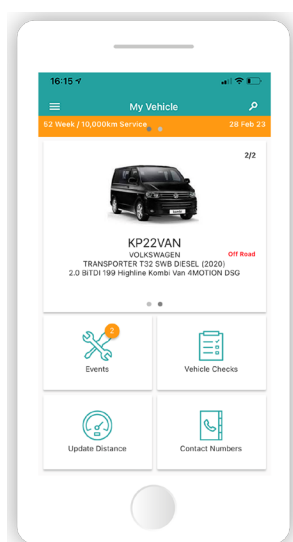 16:15
My Vehicle
52 Week / 10,000km Service
28 Feb 23
2/2
KP22VAN
VOLKSWAGEN
Off Road
TRANSPORTER T32 SWB DIESEL (2020)
2.0 BiTDI 199 Highline Kombi Van 4MOTION DSG
2
Events
Vehicle Checks
Update Distance
Contact Numbers